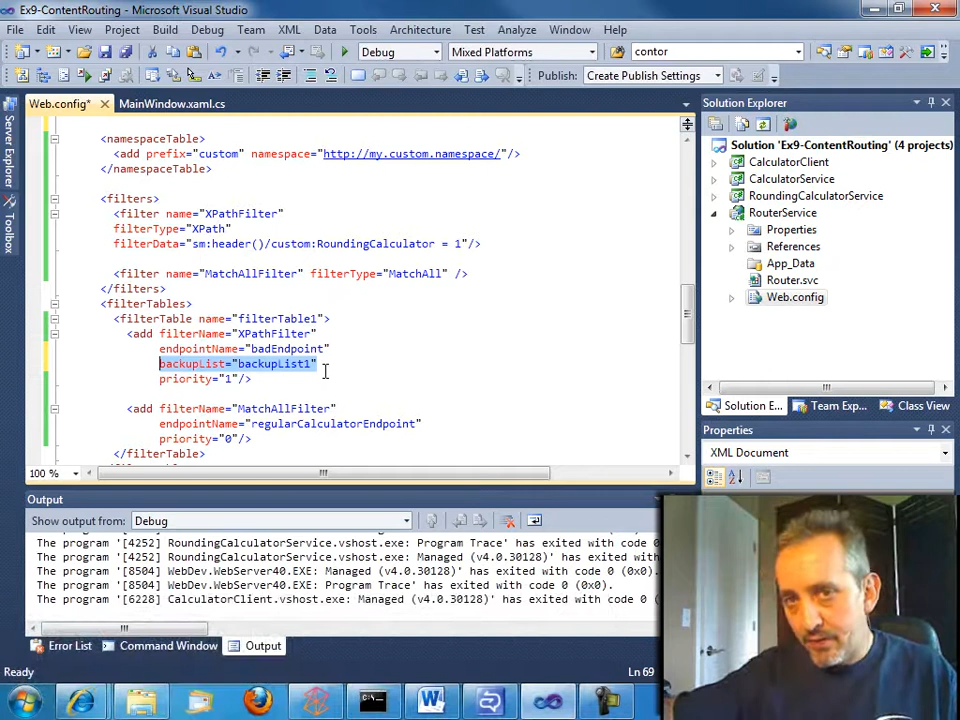 Ex9-ContentRouting - Microsoft Visual Studio
File Edit View Project Build Debug Team XML Data Tools Architecture Test Analyze Window Help
Debug Mixed Platforms contor
Publish: Create Publish Settings
Web.config* MainWindow.xaml.cs
Server Explorer
Toolbox
<namespaceTable>
<add prefix="custom" namespace="http://my.custom.namespace/"/>
</namespaceTable>
<filters>
<filter name="XPathFilter"
filterType="XPath"
filterData="sm:header()/custom:RoundingCalculator = 1"/>
<filter name="MatchAllFilter" filterType="MatchAll" />
</filters>
<filterTables>
<filterTable name="filterTable1">
<add filterName="XPathFilter"
endpointName="badEndpoint"
backupList="backupList1"
priority="1"/>
<add filterName="MatchAllFilter"
endpointName="regularCalculatorEndpoint"
priority="0"/>
</filterTable>
100 %
Solution Explorer
Solution 'Ex9-ContentRouting' (4 projects)
CalculatorClient
CalculatorService
RoundingCalculatorService
RouterService
Properties
References
App_Data
Router.svc
Web.config
Solution E... Team Exp... Class View
Properties
XML Document
Output
Show output from: Debug
The program '[4252] RoundingCalculatorService.vshost.exe: Program Trace' has exited with code 0
The program '[4252] RoundingCalculatorService.vshost.exe: Managed (v4.0.30128)' has exited with
The program '[8504] WebDev.WebServer40.EXE: Managed (v4.0.30128)' has exited with code 0 (0x0).
The program '[8504] WebDev.WebServer40.EXE: Program Trace' has exited with code 0 (0x0).
The program '[6228] CalculatorClient.vshost.exe: Managed (v4.0.30128)' has exited with code 0
Error List Command Window Output
Ready Ln 69